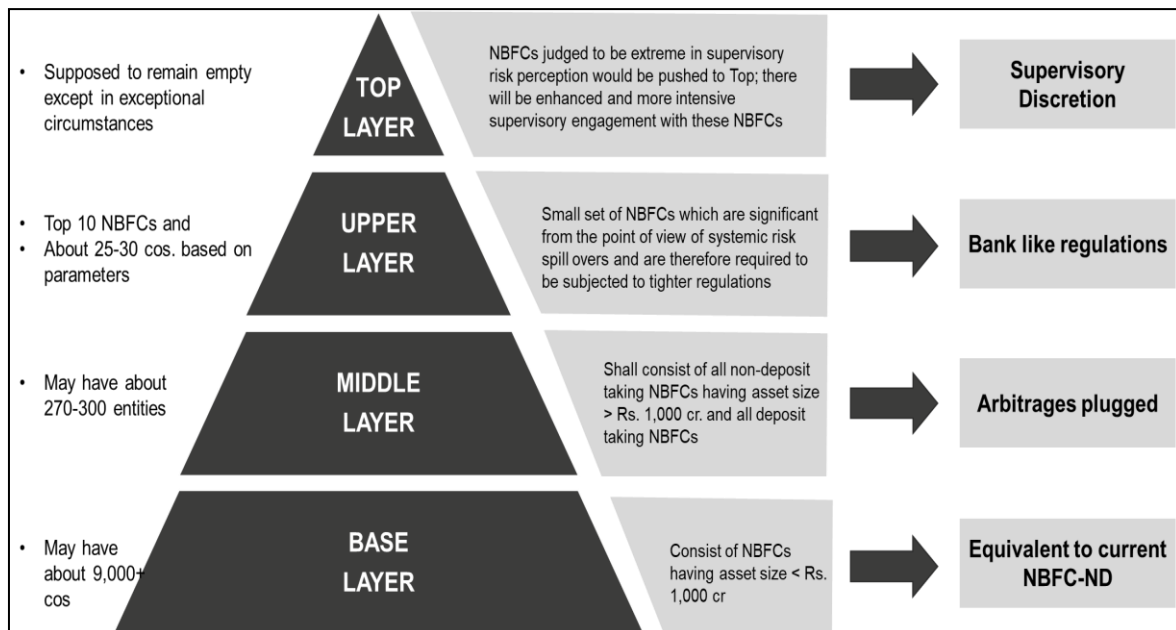 • Supposed to remain empty
except in exceptional
circumstances
TOP
LAYER
NBFCs judged to be extreme in supervisory
risk perception would be pushed to Top; there
will be enhanced and more intensive
supervisory engagement with these NBFCs
Supervisory
Discretion
• Top 10 NBFCs and
• About 25-30 cos. based on
parameters
UPPER
LAYER
Small set of NBFCs which are significant
from the point of view of systemic risk
spill overs and are therefore required to
be subjected to tighter regulations
Bank like regulations
• May have about
270-300 entities
MIDDLE
LAYER
Shall consist of all non-deposit
taking NBFCs having asset size
> Rs. 1,000 cr. and all deposit
taking NBFCs
Arbitrages plugged
• May have
about 9,000+
cos
BASE
LAYER
Consist of NBFCs
having asset size < Rs.
1,000 cr
Equivalent to current
NBFC-ND